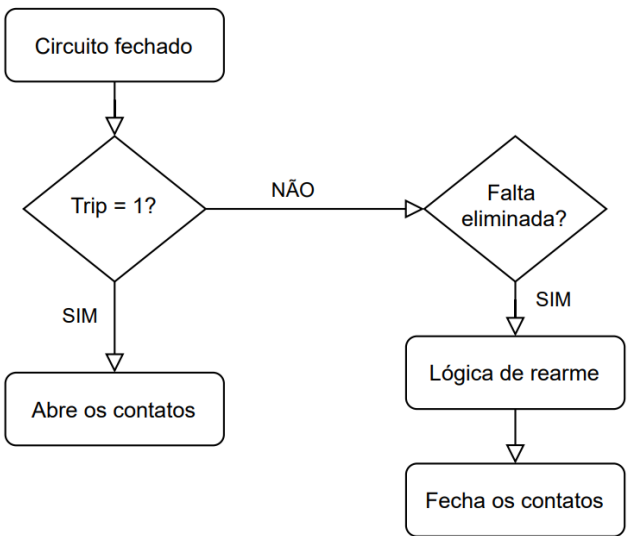 Circuito fechado
Trip = 1?
NÃO
Falta
eliminada?
SIM
SIM
Lógica de rearme
Abre os contatos
Fecha os contatos